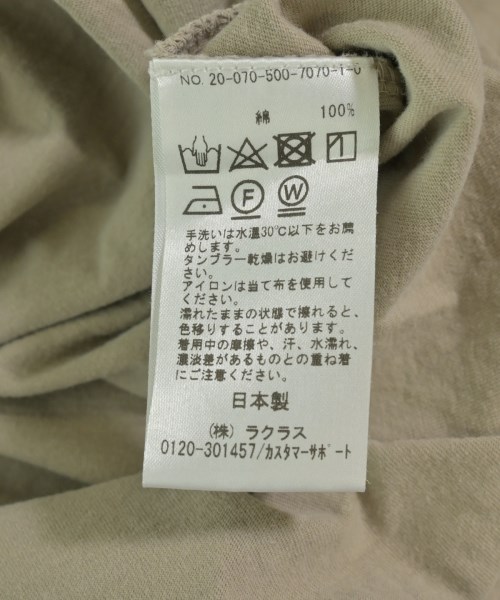 NO. 20-070-500-7070-1-0
綿 100%
F W
手洗いは水温30℃以下をお薦
めします。
タンブラー乾燥はお避けくだ
さい。
アイロンは当て布を使用して
ください。
濡れたままの状態で擦れると、
色移りすることがあります。
着用中の摩擦や、汗、水濡れ、
濃淡差があるものとの重ね着
にご注意ください。
日本製
(株) ラクラス
0120-301457/カスタマーサポート